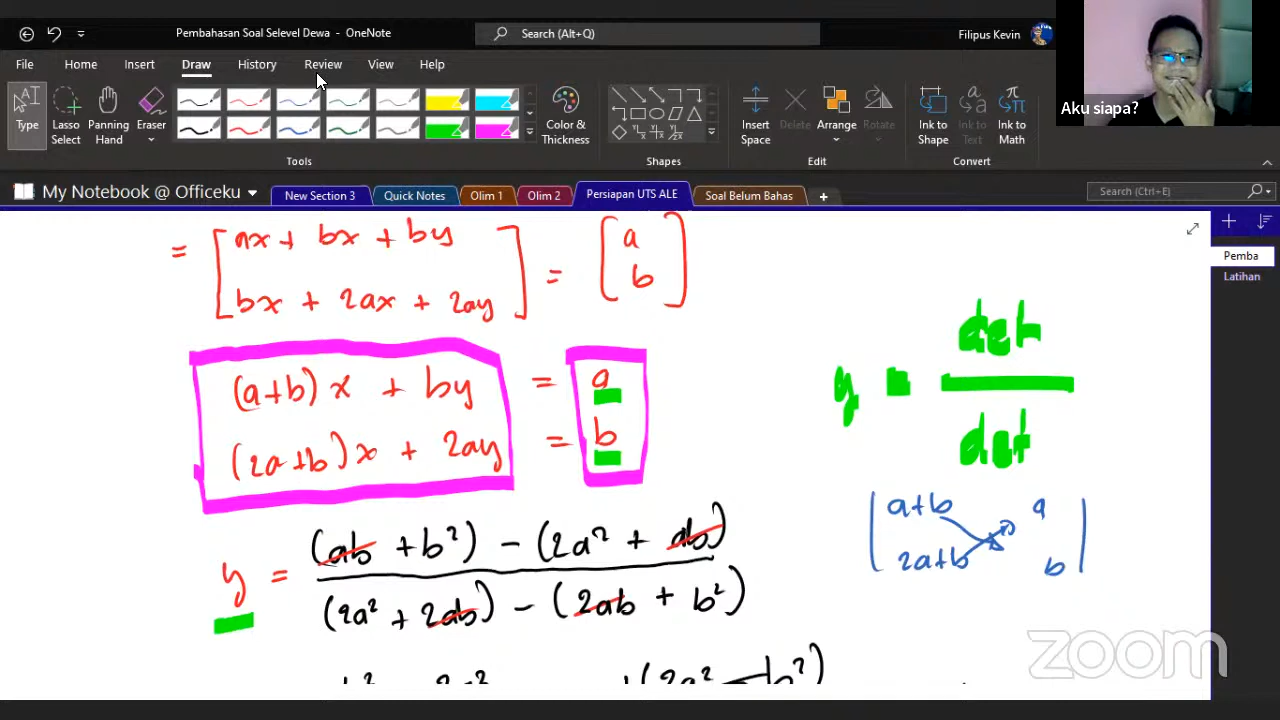 Pembahasan Soal Selevel Dewa - OneNote
Search (Alt+Q)
Filipus Kevin
File Home Insert Draw History Review View Help
Aku siapa?
Type
Lasso Select
Panning Hand
Eraser
Color & Thickness
Insert Space
Delete
Arrange
Rotate
Ink to Shape
Ink to Text
Ink to Math
Tools Shapes Edit Convert
My Notebook @ Officeku
New Section 3 Quick Notes Olim 1 Olim 2 Persiapan UTS ALE Soal Belum Bahas +
Search (Ctrl+E)
Pemba
Latihan
= [ax + bx + by
bx + 2ax + 2ay] = [a
b]
(a+b)x + by = a
(2a+b)x + 2ay = b
y = det
det
|a+b a
2a+b b|
y = (ab + b²) - (2a² + ab)
(2a² + 2ab) - (2ab + b²)
zoom